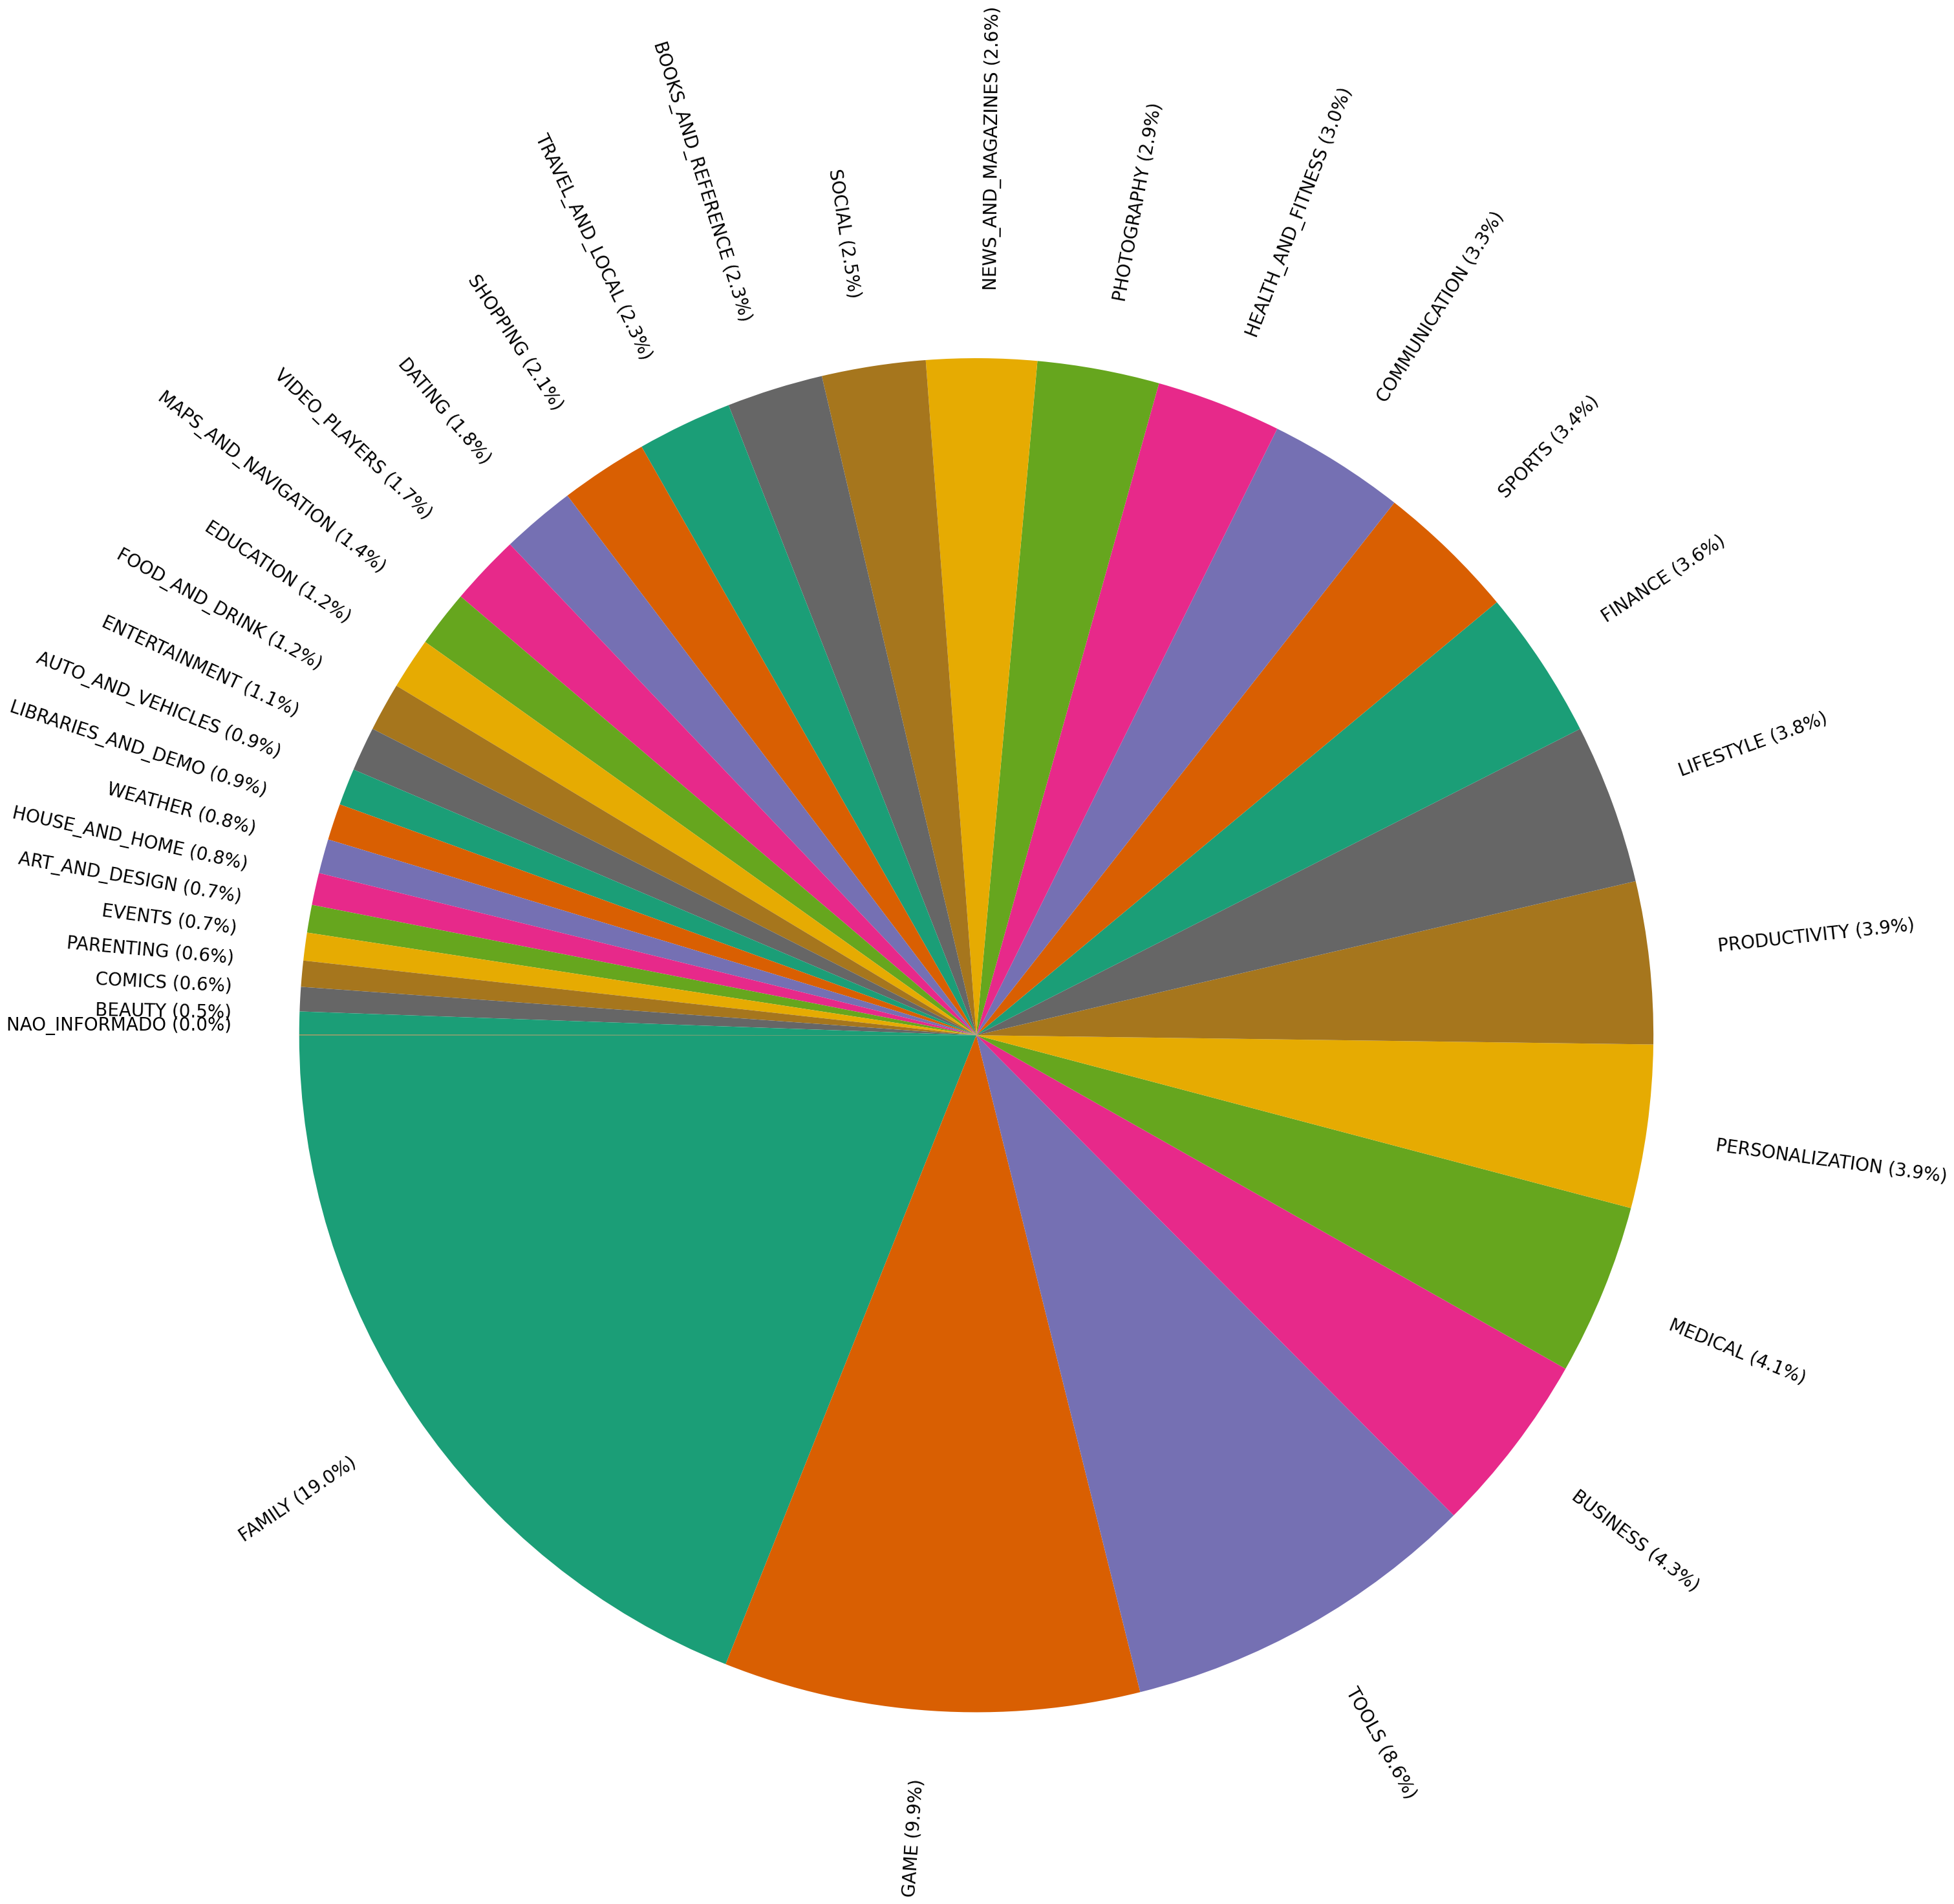 NEWS_AND_MAGAZINES (2.6%)
PHOTOGRAPHY (2.9%)
HEALTH_AND_FITNESS (3.0%)
COMMUNICATION (3.3%)
SPORTS (3.4%)
FINANCE (3.6%)
LIFESTYLE (3.8%)
PRODUCTIVITY (3.9%)
PERSONALIZATION (3.9%)
MEDICAL (4.1%)
BUSINESS (4.3%)
TOOLS (8.6%)
GAME (9.9%)
FAMILY (19.0%)
NAO_INFORMADO (0.0%)
BEAUTY (0.5%)
COMICS (0.6%)
PARENTING (0.6%)
EVENTS (0.7%)
ART_AND_DESIGN (0.7%)
HOUSE_AND_HOME (0.8%)
WEATHER (0.8%)
LIBRARIES_AND_DEMO (0.9%)
AUTO_AND_VEHICLES (0.9%)
ENTERTAINMENT (1.1%)
FOOD_AND_DRINK (1.2%)
EDUCATION (1.2%)
MAPS_AND_NAVIGATION (1.4%)
VIDEO_PLAYERS (1.7%)
DATING (1.8%)
SHOPPING (2.1%)
TRAVEL_AND_LOCAL (2.3%)
BOOKS_AND_REFERENCE (2.3%)
SOCIAL (2.5%)